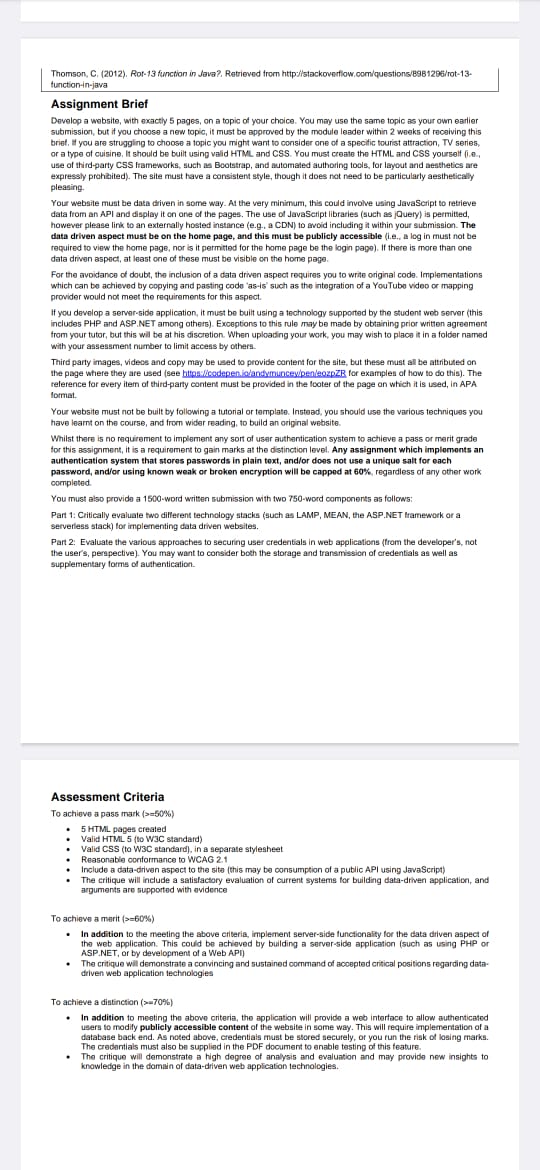 Thomson, C. (2012). Rot-13 function in Java?. Retrieved from http://stackoverflow.com/questions/8981296/rot-13-
function-in-java
Assignment Brief
Develop a website, with exactly 5 pages, on a topic of your choice. You may use the same topic as your own earlier
submission, but if you choose a new topic, it must be approved by the module leader within 2 weeks of receiving this
brief. If you are struggling to choose a topic you might want to consider one of a specific tourist attraction, TV series,
or a type of cuisine. It should be built using valid HTML and CSS. You must create the HTML and CSS yourself (i.e.,
use of third-party CSS frameworks, such as Bootstrap, and automated authoring tools, for layout and aesthetics are
expressly prohibited). The site must have a consistent style, though it does not need to be particularly aesthetically
pleasing.
Your website must be data driven in some way. At the very minimum, this could involve using JavaScript to retrieve
data from an API and display it on one of the pages. The use of JavaScript libraries (such as jQuery) is permitted,
however please link to an externally hosted instance (e.g., a CDN) to avoid including it within your submission. The
data driven aspect must be on the home page, and this must be publicly accessible (i.e., a log in must not be
required to view the home page, nor is it permitted for the home page be the login page). If there is more than one
data driven aspect, at least one of these must be visible on the home page.
For the avoidance of doubt, the inclusion of a data driven aspect requires you to write original code. Implementations
which can be achieved by copying and pasting code 'as-is' such as the integration of a YouTube video or mapping
provider would not meet the requirements for this aspect.
If you develop a server-side application, it must be built using a technology supported by the student web server (this
includes PHP and ASP.NET among others). Exceptions to this rule may be made by obtaining prior written agreement
from your tutor, but this will be at his discretion. When uploading your work, you may wish to place it in a folder named
with your assessment number to limit access by others.
Third party images, videos and copy may be used to provide content for the site, but these must all be attributed on
the page where they are used (see https://codepen.io/andymuncey/pen/eozpZR for examples of how to do this). The
reference for every item of third-party content must be provided in the footer of the page on which it is used, in APA
format.
Your website must not be built by following a tutorial or template. Instead, you should use the various techniques you
have learnt on the course, and from wider reading, to build an original website.
Whilst there is no requirement to implement any sort of user authentication system to achieve a pass or merit grade
for this assignment, it is a requirement to gain marks at the distinction level. Any assignment which implements an
authentication system that stores passwords in plain text, and/or does not use a unique salt for each
password, and/or using known weak or broken encryption will be capped at 60%, regardless of any other work
completed.
You must also provide a 1500-word written submission with two 750-word components as follows:
Part 1: Critically evaluate two different technology stacks (such as LAMP, MEAN, the ASP.NET framework or a
serverless stack) for implementing data driven websites.
Part 2: Evaluate the various approaches to securing user credentials in web applications (from the developer's, not
the user's, perspective). You may want to consider both the storage and transmission of credentials as well as
supplementary forms of authentication.
Assessment Criteria
To achieve a pass mark (>=50%)
• 5 HTML pages created
• Valid HTML 5 (to W3C standard)
• Valid CSS (to W3C standard), in a separate stylesheet
• Reasonable conformance to WCAG 2.1
• Include a data-driven aspect to the site (this may be consumption of a public API using JavaScript)
• The critique will include a satisfactory evaluation of current systems for building data-driven application, and
arguments are supported with evidence
To achieve a merit (>=60%)
• In addition to the meeting the above criteria, implement server-side functionality for the data driven aspect of
the web application. This could be achieved by building a server-side application (such as using PHP or
ASP.NET, or by development of a Web API)
• The critique will demonstrate a convincing and sustained command of accepted critical positions regarding data-
driven web application technologies
To achieve a distinction (>=70%)
• In addition to meeting the above criteria, the application will provide a web interface to allow authenticated
users to modify publicly accessible content of the website in some way. This will require implementation of a
database back end. As noted above, credentials must be stored securely, or you run the risk of losing marks.
The credentials must also be supplied in the PDF document to enable testing of this feature.
• The critique will demonstrate a high degree of analysis and evaluation and may provide new insights to
knowledge in the domain of data-driven web application technologies.